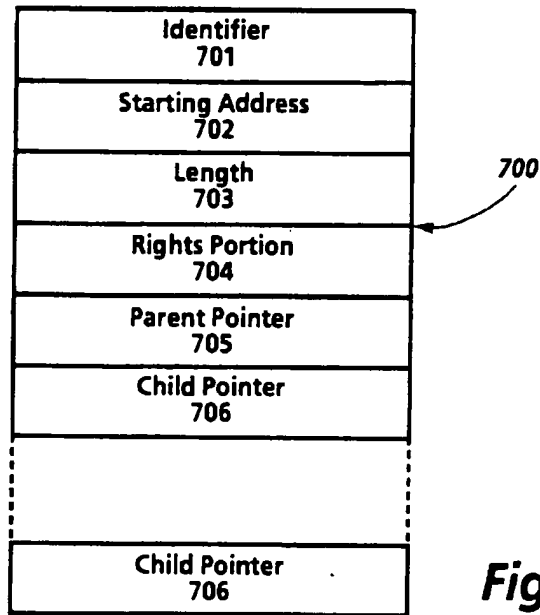 Identifier
701
Starting Address
702
Length
703
700
Rights Portion
704
Parent Pointer
705
Child Pointer
706
Child Pointer
706
Fig